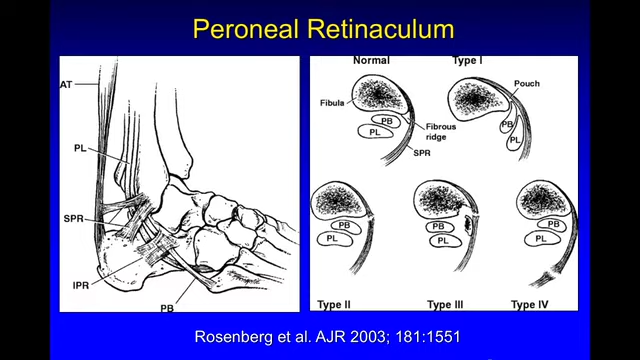 Peroneal Retinaculum
AT
PL
SPR
IPR
PB
Normal
Type I
Fibula
PB
PL
Fibrous
ridge
SPR
Pouch
PB
PL
PB
PL
Type II
PB
PL
Type III
PB
PL
Type IV
Rosenberg et al. AJR 2003; 181:1551